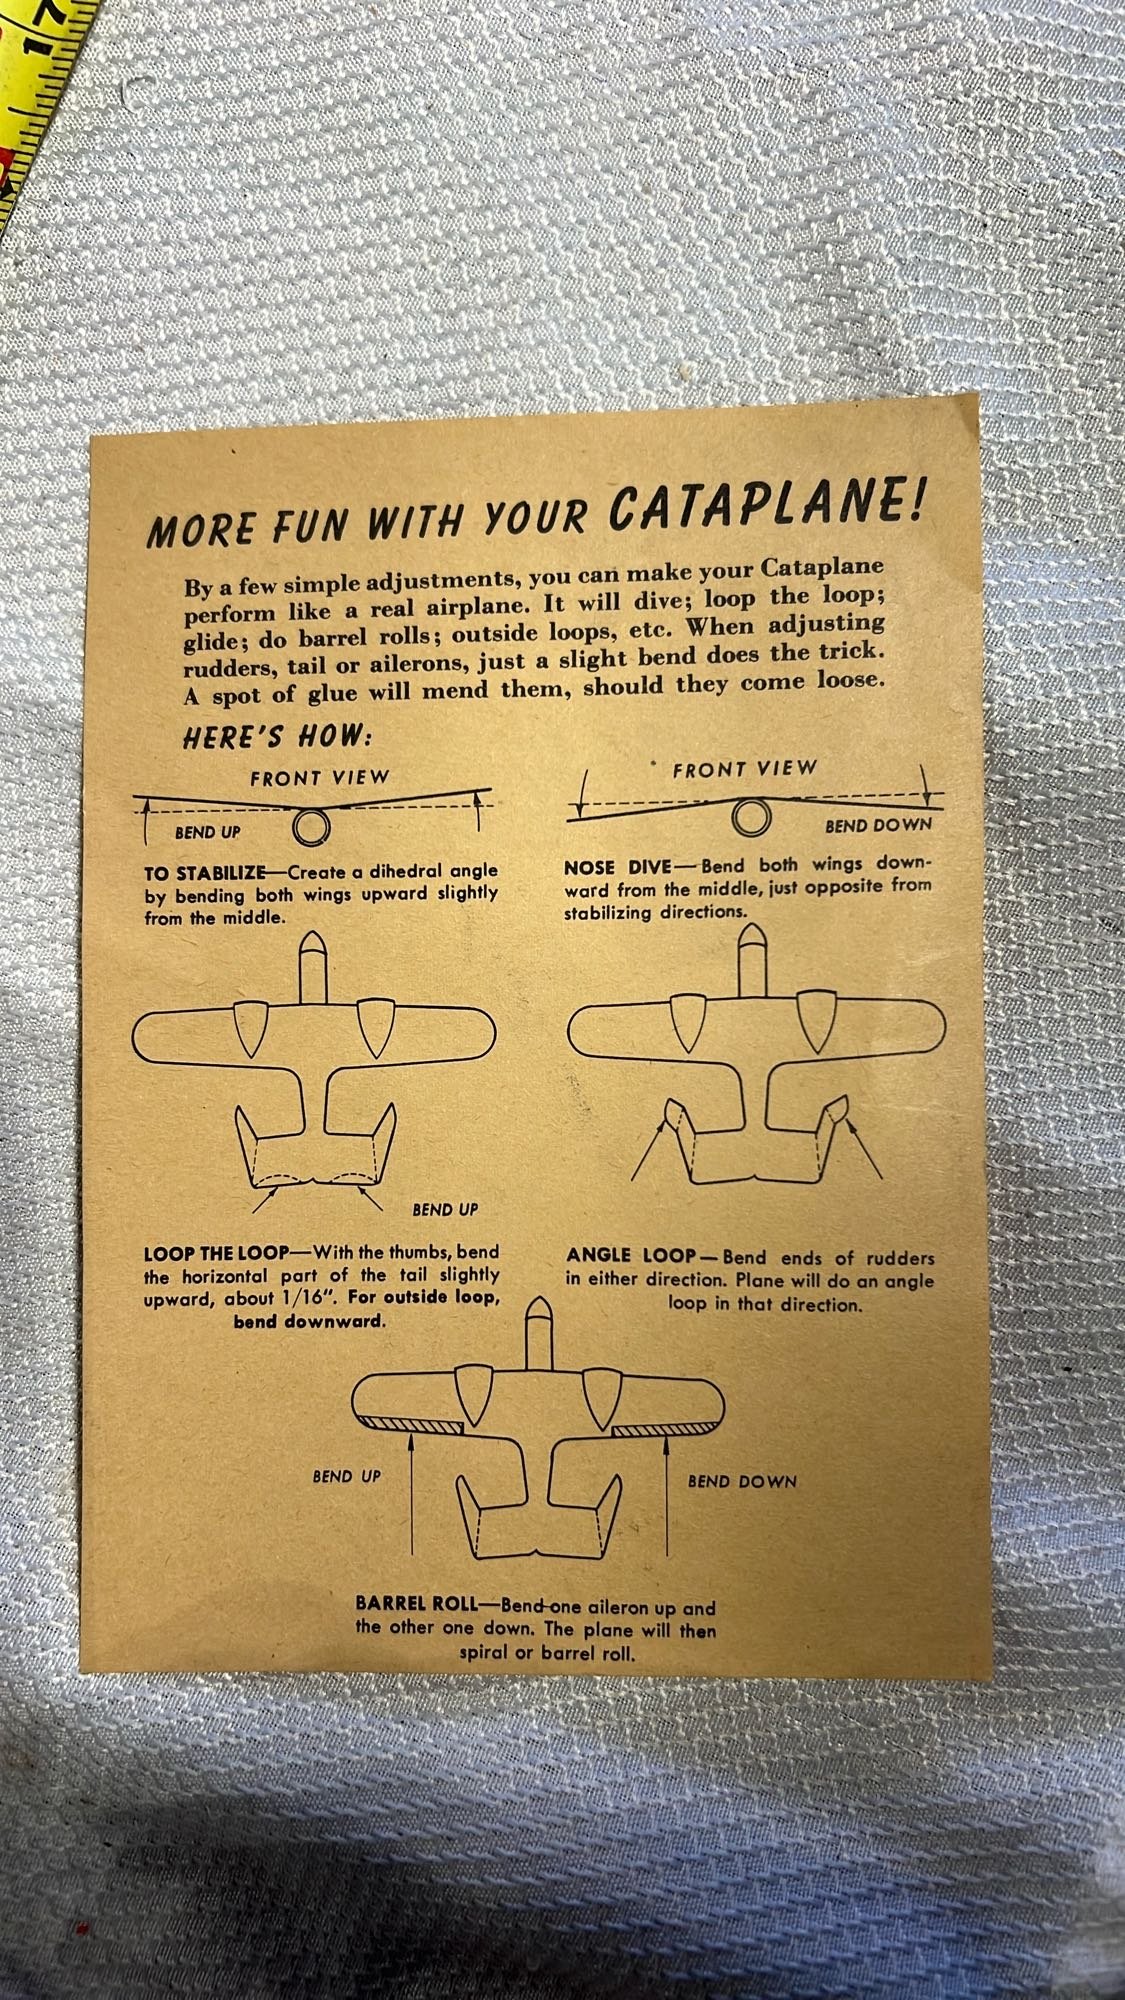 17
MORE FUN WITH YOUR CATAPLANE!
By a few simple adjustments, you can make your Cataplane
perform like a real airplane. It will dive; loop the loop;
glide; do barrel rolls; outside loops, etc. When adjusting
rudders, tail or ailerons, just a slight bend does the trick.
A spot of glue will mend them, should they come loose.
HERE'S HOW:
FRONT VIEW
BEND UP
TO STABILIZE—Create a dihedral angle
by bending both wings upward slightly
from the middle.
FRONT VIEW
BEND DOWN
NOSE DIVE—Bend both wings down-
ward from the middle, just opposite from
stabilizing directions.
BEND UP
LOOP THE LOOP—With the thumbs, bend
the horizontal part of the tail slightly
upward, about 1/16". For outside loop,
bend downward.
ANGLE LOOP—Bend ends of rudders
in either direction. Plane will do an angle
loop in that direction.
BEND UP
BEND DOWN
BARREL ROLL—Bend one aileron up and
the other one down. The plane will then
spiral or barrel roll.